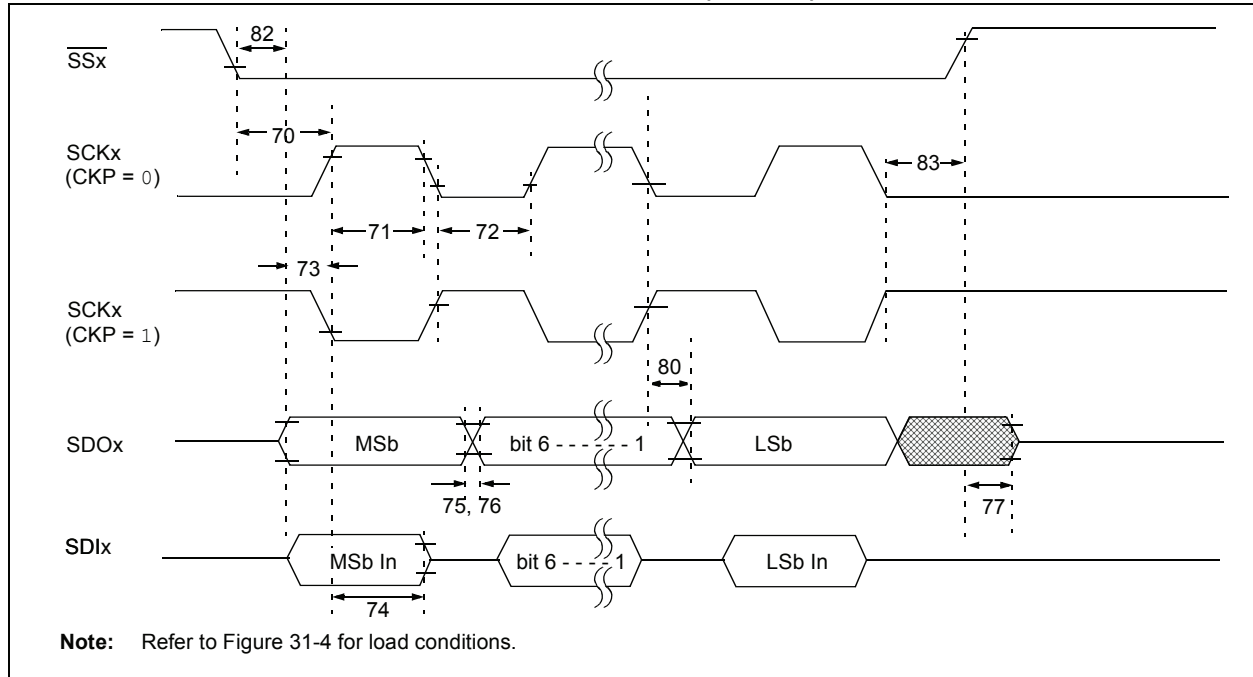 82
SSx
70
SCKx
(CKP = 0)
83
71
72
73
SCKx
(CKP = 1)
80
SDOx
MSb
bit 6 - - - - - - 1
LSb
75, 76
77
SDIx
MSb In
bit 6 - - - - 1
LSb In
74
Note: Refer to Figure 31-4 for load conditions.